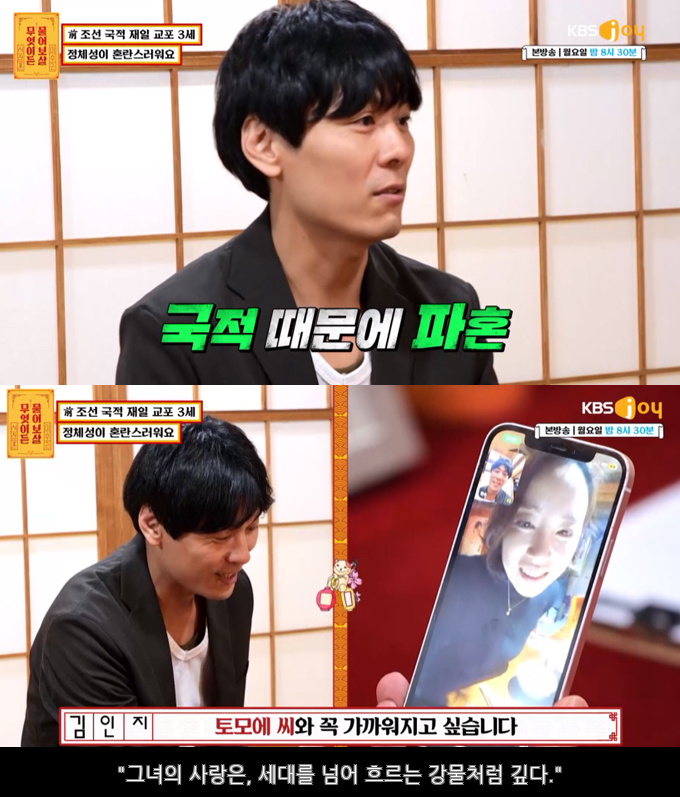 무엇이든
물어보살
前 조선 국적 재일 교포 3세
정체성이 혼란스러워요
KBS joy
본방송 | 월요일 밤 8시 30분
국적 때문에 파혼
무엇이든
물어보살
前 조선 국적 재일 교포 3세
정체성이 혼란스러워요
KBS joy
본방송 | 월요일 밤 8시 30분
김인지 토모에 씨와 꼭 가까워지고 싶습니다
"그녀의 사랑은, 세대를 넘어 흐르는 강물처럼 깊다."